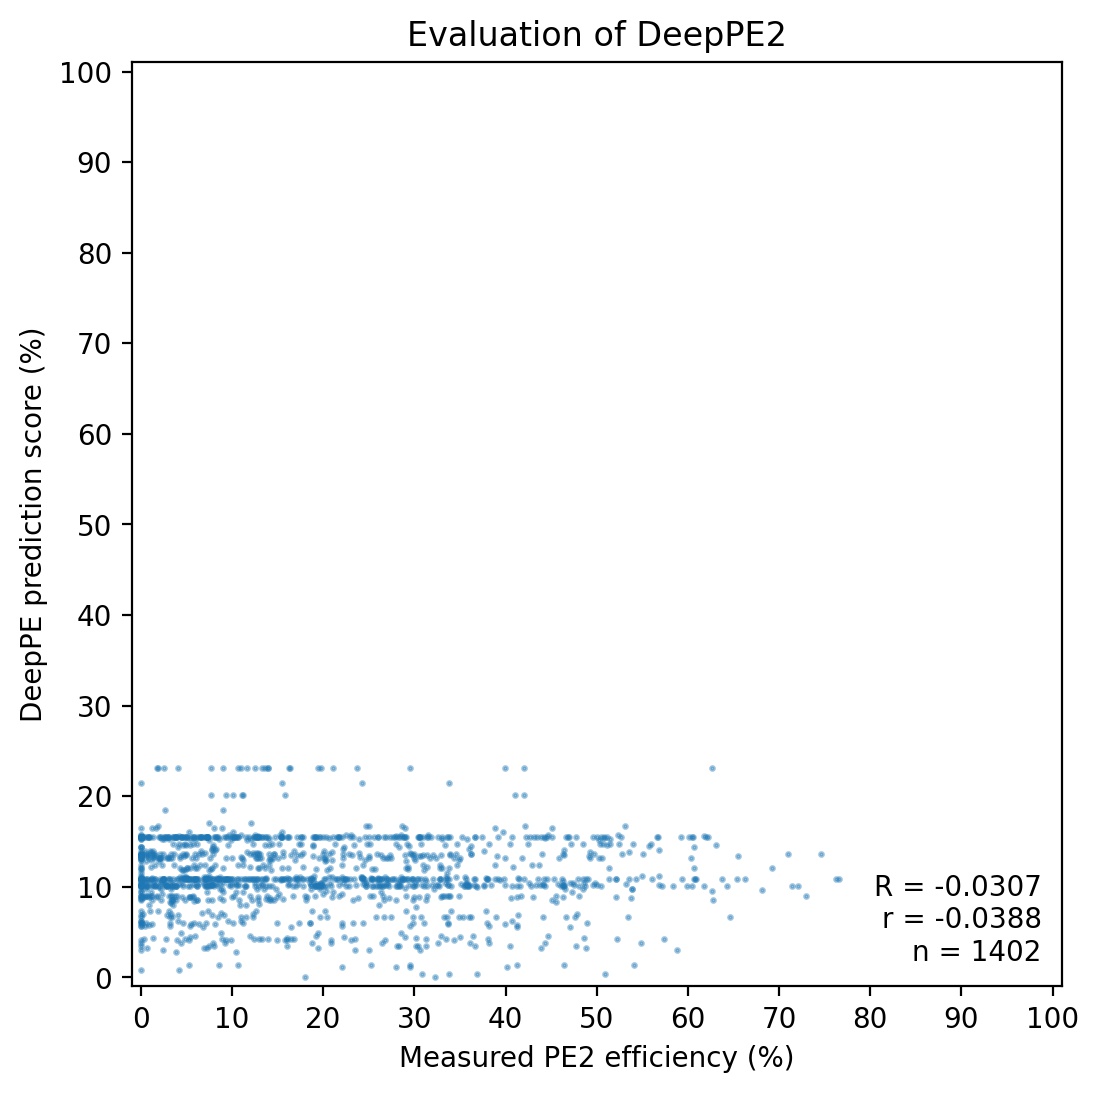 Evaluation of DeepPE2
100
90
80
70
60
50
40
30
20
10
0
DeepPE prediction score (%)
R = -0.0307
r = -0.0388
n = 1402
0 10 20 30 40 50 60 70 80 90 100
Measured PE2 efficiency (%)